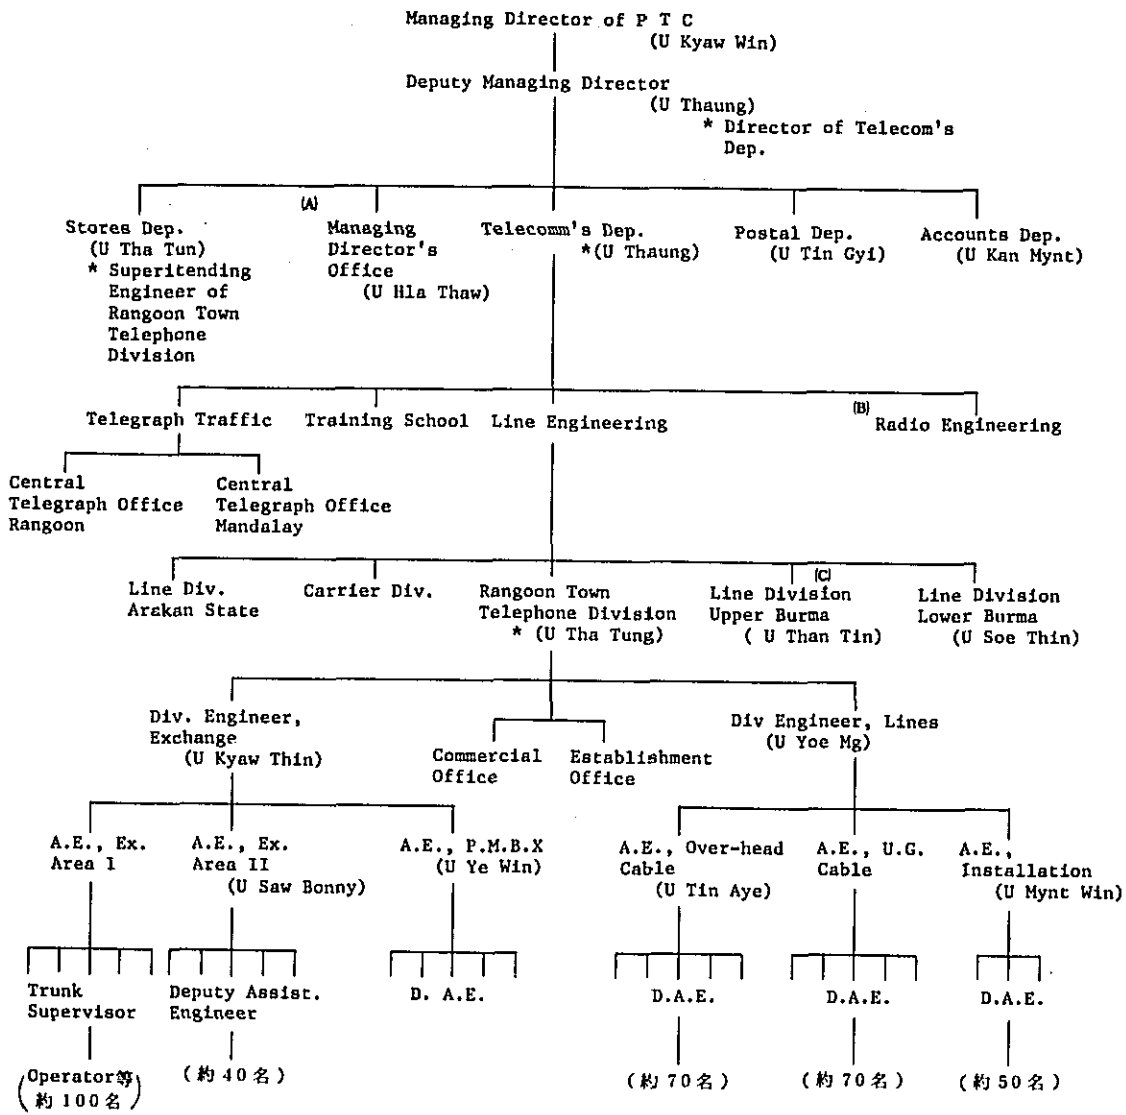 Managing Director of P T C
(U Kyaw Win)
Deputy Managing Director
(U Thaung)
* Director of Telecom's
Dep.
(A)
Stores Dep.
(U Tha Tun)
* Superitending
Engineer of
Rangoon Town
Telephone
Division
Managing
Director's
Office
(U Hla Thaw)
Telecomm's Dep.
*(U Thaung)
Postal Dep.
(U Tin Gyi)
Accounts Dep.
(U Kan Mynt)
Telegraph Traffic
Training School
Line Engineering
(B)
Radio Engineering
Central
Telegraph Office
Rangoon
Central
Telegraph Office
Mandalay
Line Div.
Arakan State
Carrier Div.
Rangoon Town
Telephone Division
* (U Tha Tung)
(C)
Line Division
Upper Burma
( U Than Tin)
Line Division
Lower Burma
(U Soe Thin)
Div. Engineer,
Exchange
(U Kyaw Thin)
Commercial
Office
Establishment
Office
Div Engineer, Lines
(U Yoe Mg)
A.E., Ex.
Area I
A.E., Ex.
Area II
(U Saw Bonny)
A.E., P.M.B.X
(U Ye Win)
A.E., Over-head
Cable
(U Tin Aye)
A.E., U.G.
Cable
A.E.,
Installation
(U Mynt Win)
Trunk
Supervisor
Deputy Assist.
Engineer
D. A.E.
D.A.E.
D.A.E.
D.A.E.
(Operator等
約100名)
(約40名)
(約70名)
(約70名)
(約50名)